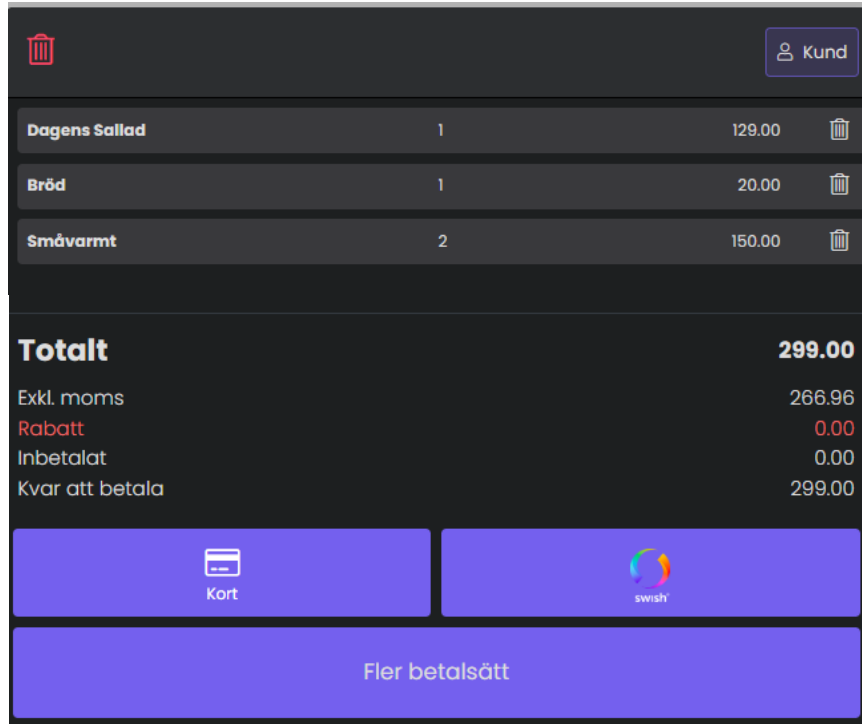 Kund
Dagens Sallad 1 129.00
Bröd 1 20.00
Småvarmt 2 150.00
Totalt 299.00
Exkl. moms 266.96
Rabatt 0.00
Inbetalat 0.00
Kvar att betala 299.00
Kort
swish
Fler betalsätt